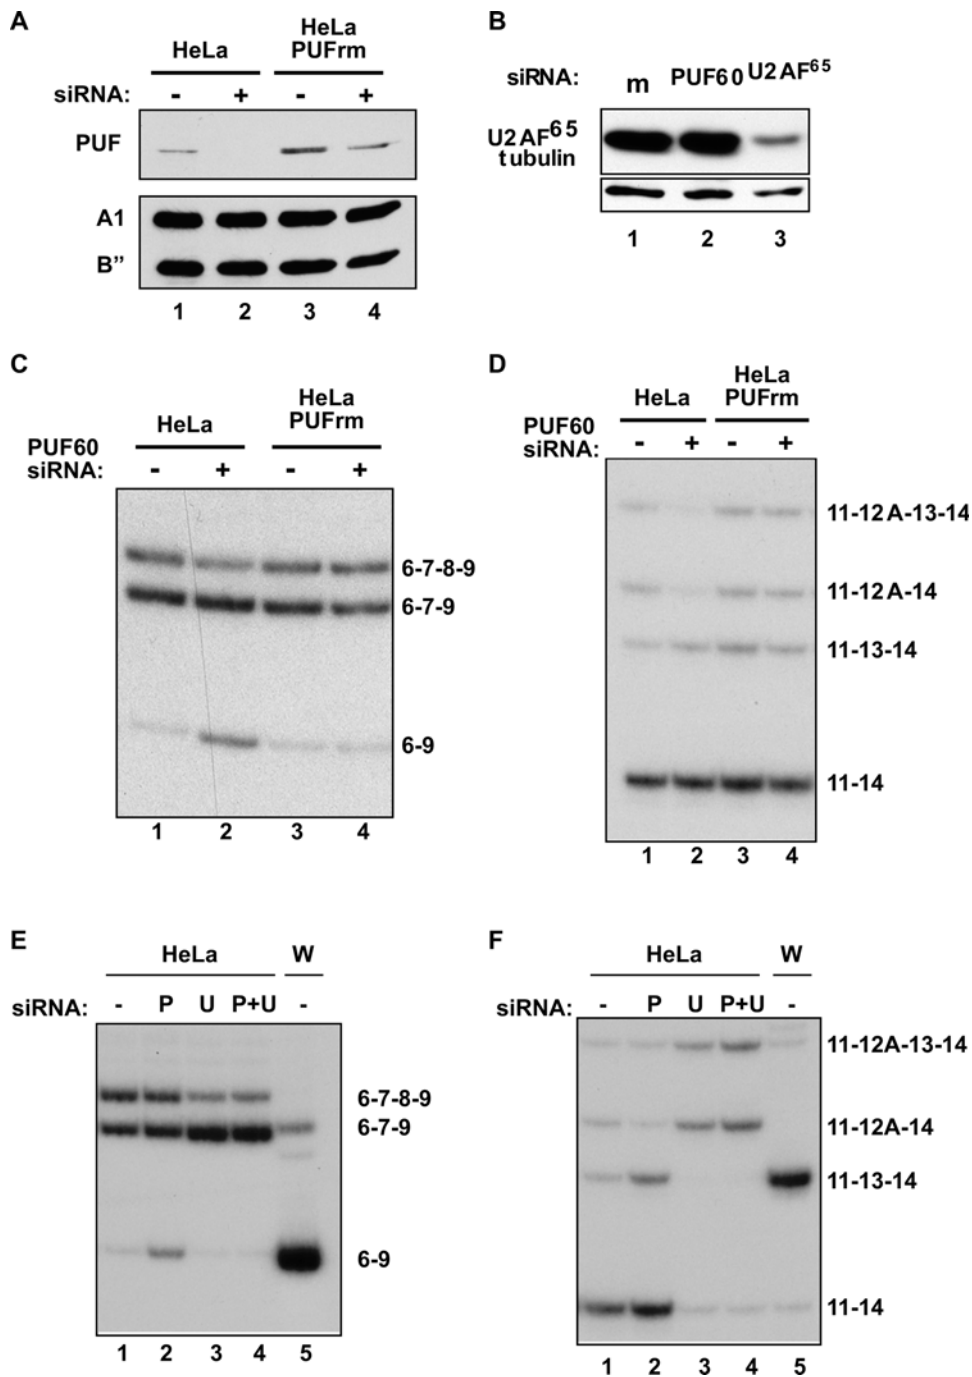 A
HeLa
HeLa
PUFrm
siRNA: - + - +
PUF
A1
B”
1 2 3 4
B
siRNA: m PUF60 U2AF65
U2AF65
tubulin
1 2 3
C
HeLa
HeLa
PUFrm
PUF60
siRNA: - + - +
6-7-8-9
6-7-9
6-9
1 2 3 4
D
HeLa
HeLa
PUFrm
PUF60
siRNA: - + - +
11-12A-13-14
11-12A-14
11-13-14
11-14
1 2 3 4
E
HeLa W
siRNA: - P U P+U -
6-7-8-9
6-7-9
6-9
1 2 3 4 5
F
HeLa W
siRNA: - P U P+U -
11-12A-13-14
11-12A-14
11-13-14
11-14
1 2 3 4 5